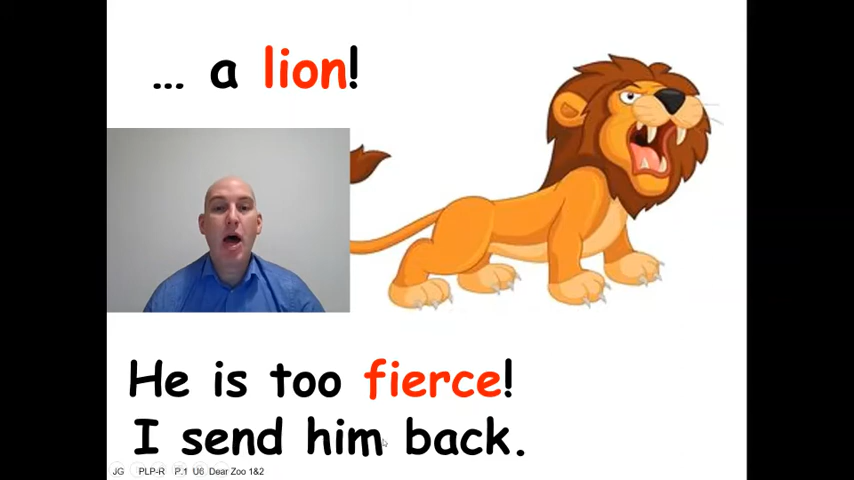 ... a lion!
He is too fierce!
I send him back.
JG PLP-R P.1 U6 Dear Zoo 1&2